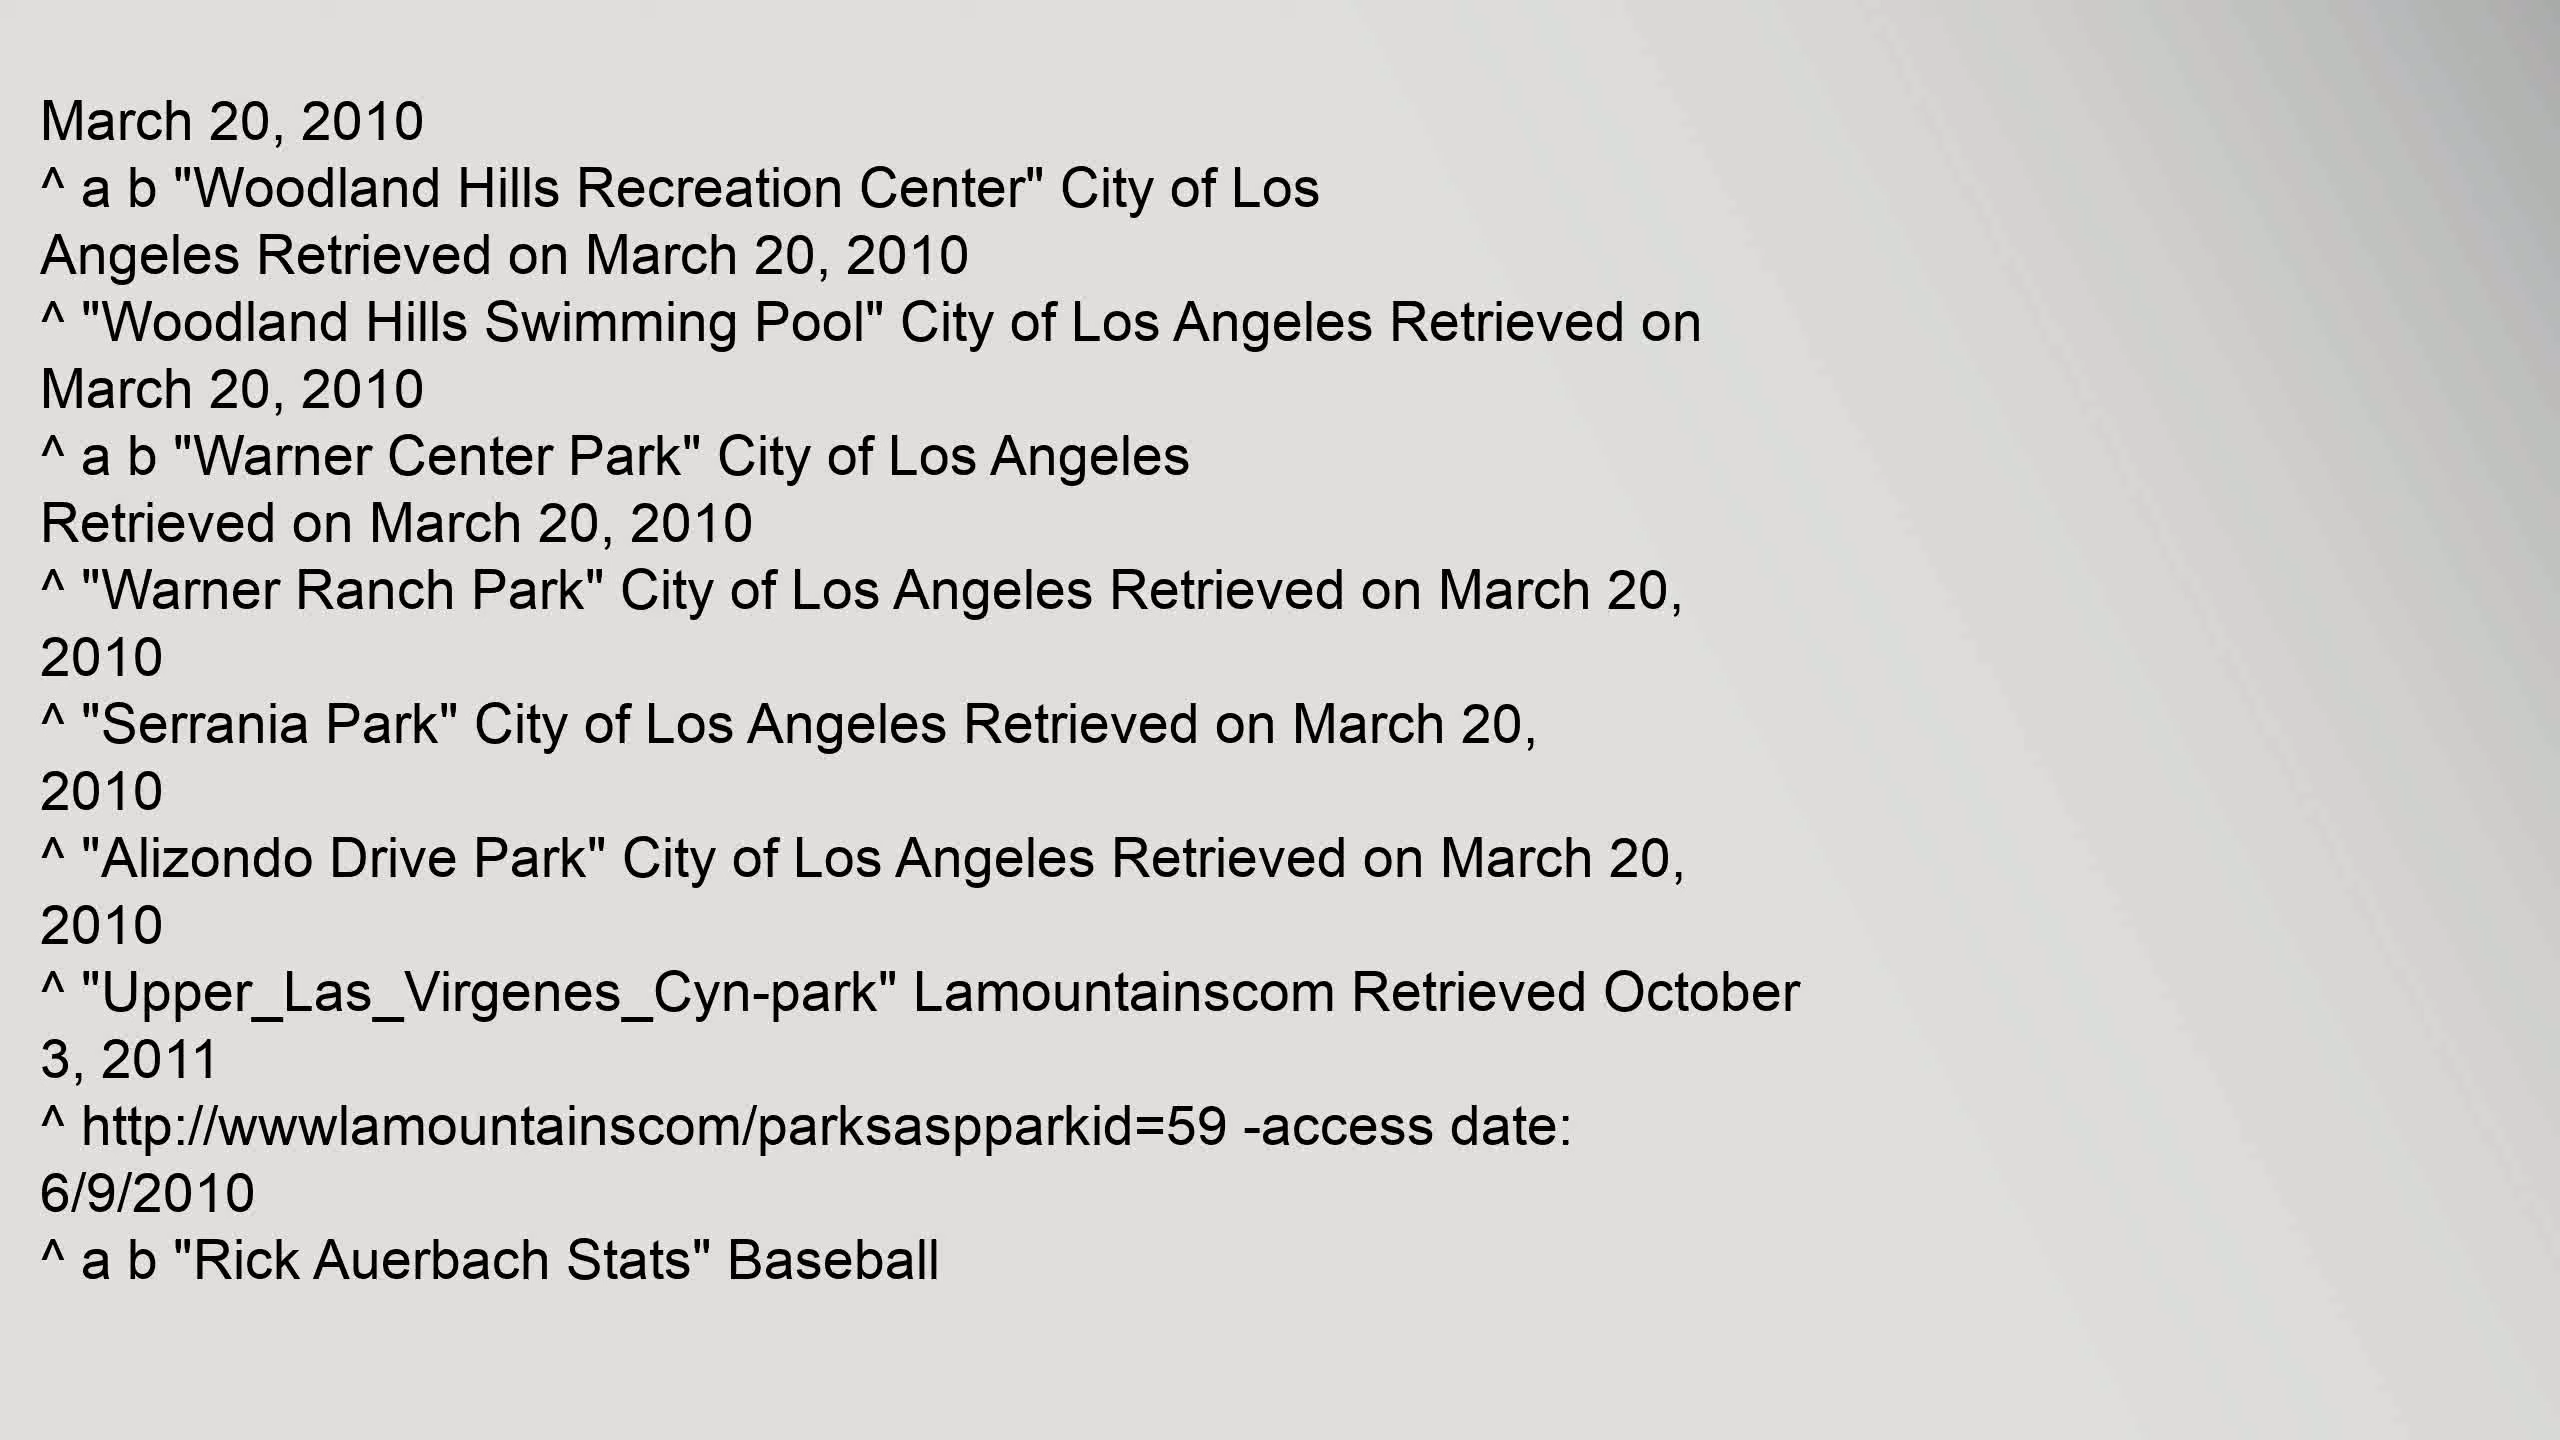 March 20, 2010
^ a b "Woodland Hills Recreation Center" City of Los
Angeles Retrieved on March 20, 2010
^ "Woodland Hills Swimming Pool" City of Los Angeles Retrieved on
March 20, 2010
^ a b "Warner Center Park" City of Los Angeles
Retrieved on March 20, 2010
^ "Warner Ranch Park" City of Los Angeles Retrieved on March 20,
2010
^ "Serrania Park" City of Los Angeles Retrieved on March 20,
2010
^ "Alizondo Drive Park" City of Los Angeles Retrieved on March 20,
2010
^ "Upper_Las_Virgenes_Cyn-park" Lamountainscom Retrieved October
3, 2011
^ http://wwwlamountainscom/parksaspparkid=59 -access date:
6/9/2010
^ a b "Rick Auerbach Stats" Baseball